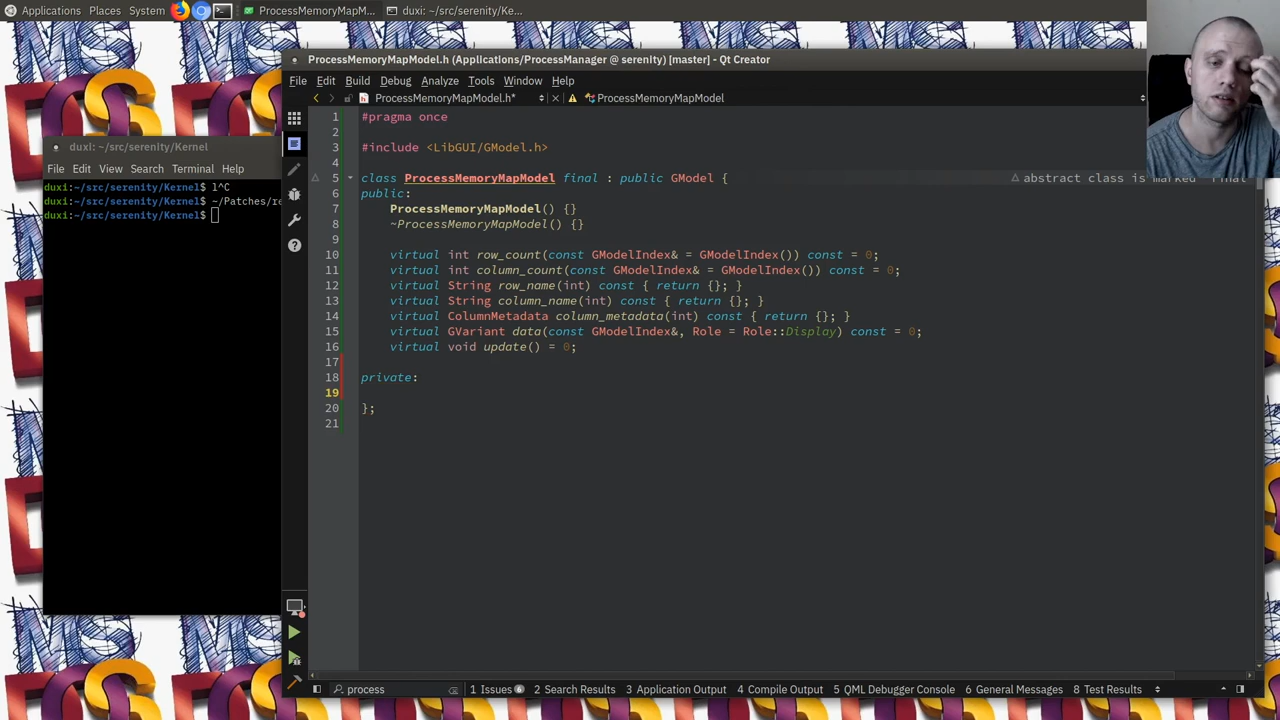 Applications Places System ProcessMemoryMapM... duxi: ~/src/serenity/Ke...
ProcessMemoryMapModel.h (Applications/ProcessManager @ serenity) [master] - Qt Creator
File Edit Build Debug Analyze Tools Window Help
ProcessMemoryMapModel.h* ProcessMemoryMapModel
duxi: ~/src/serenity/Kernel
File Edit View Search Terminal Help
duxi:~/src/serenity/Kernel$ l^C
duxi:~/src/serenity/Kernel$ ~/Patches/re
duxi:~/src/serenity/Kernel$
1 #pragma once
2
3 #include <LibGUI/GModel.h>
4
5 class ProcessMemoryMapModel final : public GModel { abstract class is marked 'final'
6 public:
7 ProcessMemoryMapModel() {}
8 ~ProcessMemoryMapModel() {}
9
10 virtual int row_count(const GModelIndex& = GModelIndex()) const = 0;
11 virtual int column_count(const GModelIndex& = GModelIndex()) const = 0;
12 virtual String row_name(int) const { return {}; }
13 virtual String column_name(int) const { return {}; }
14 virtual ColumnMetadata column_metadata(int) const { return {}; }
15 virtual GVariant data(const GModelIndex&, Role = Role::Display) const = 0;
16 virtual void update() = 0;
17
18 private:
19
20 };
21
process 1 Issues 6 2 Search Results 3 Application Output 4 Compile Output 5 QML Debugger Console 6 General Messages 8 Test Results